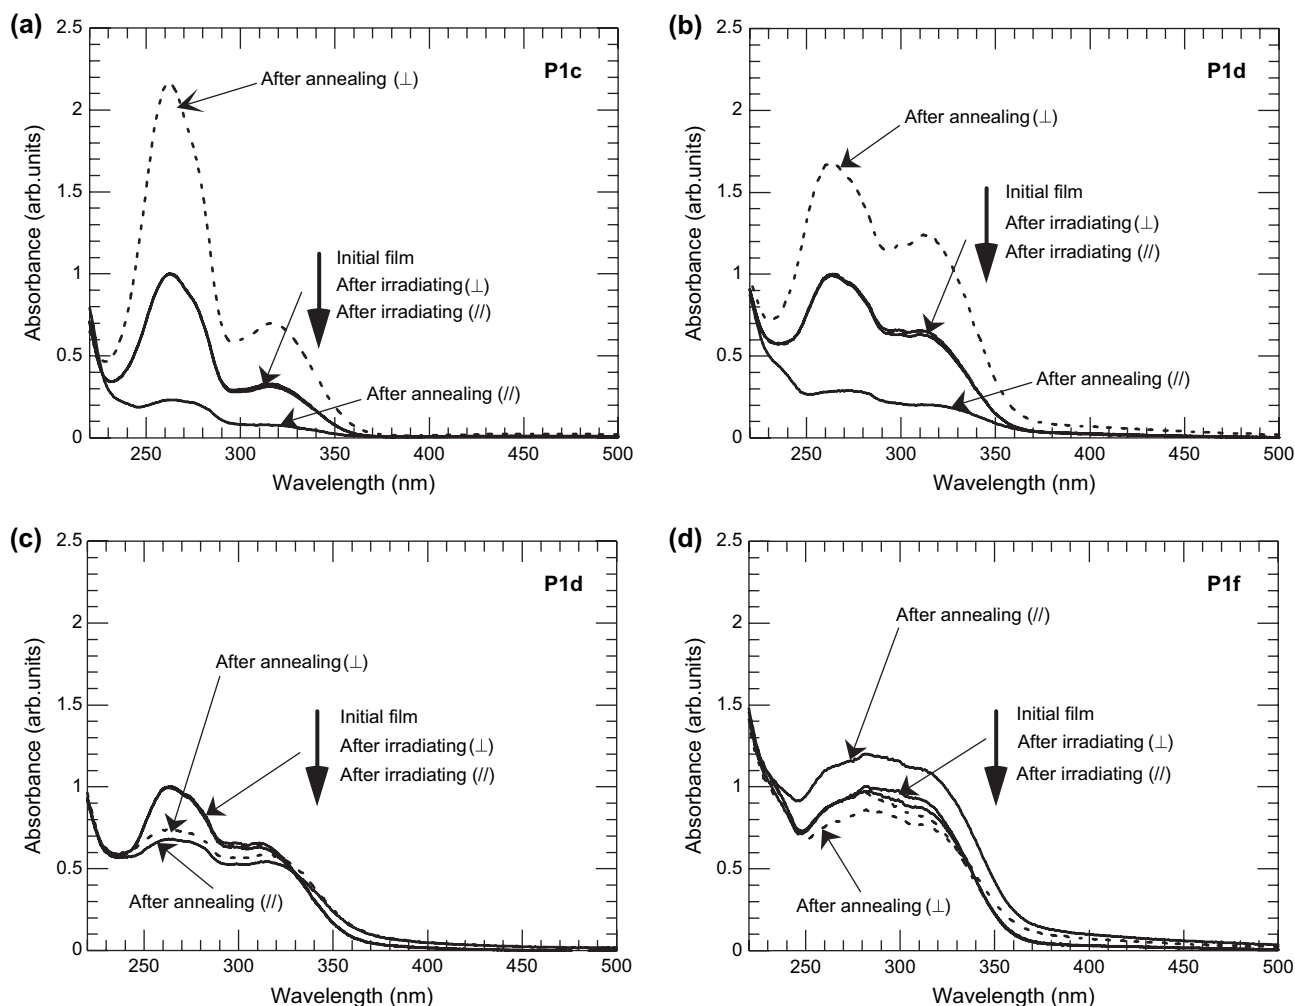 (a)
2.5
2
1.5
1
0.5
0
Absorbance (arb.units)
P1c
After annealing (⊥)
Initial film
After irradiating(⊥)
After irradiating (//)
After annealing (//)
250 300 350 400 450 500
Wavelength (nm)
(b)
2.5
2
1.5
1
0.5
0
Absorbance (arb.units)
P1d
After annealing(⊥)
Initial film
After irradiating(⊥)
After irradiating (//)
After annealing (//)
250 300 350 400 450 500
Wavelength (nm)
(c)
2.5
2
1.5
1
0.5
0
Absorbance (arb.units)
P1d
After annealing(⊥)
Initial film
After irradiating(⊥)
After irradiating (//)
After annealing (//)
250 300 350 400 450 500
Wavelength (nm)
(d)
2.5
2
1.5
1
0.5
0
Absorbance (arb.units)
P1f
After annealing (//)
Initial film
After irradiating (⊥)
After irradiating (//)
After annealing (⊥)
250 300 350 400 450 500
Wavelength (nm)